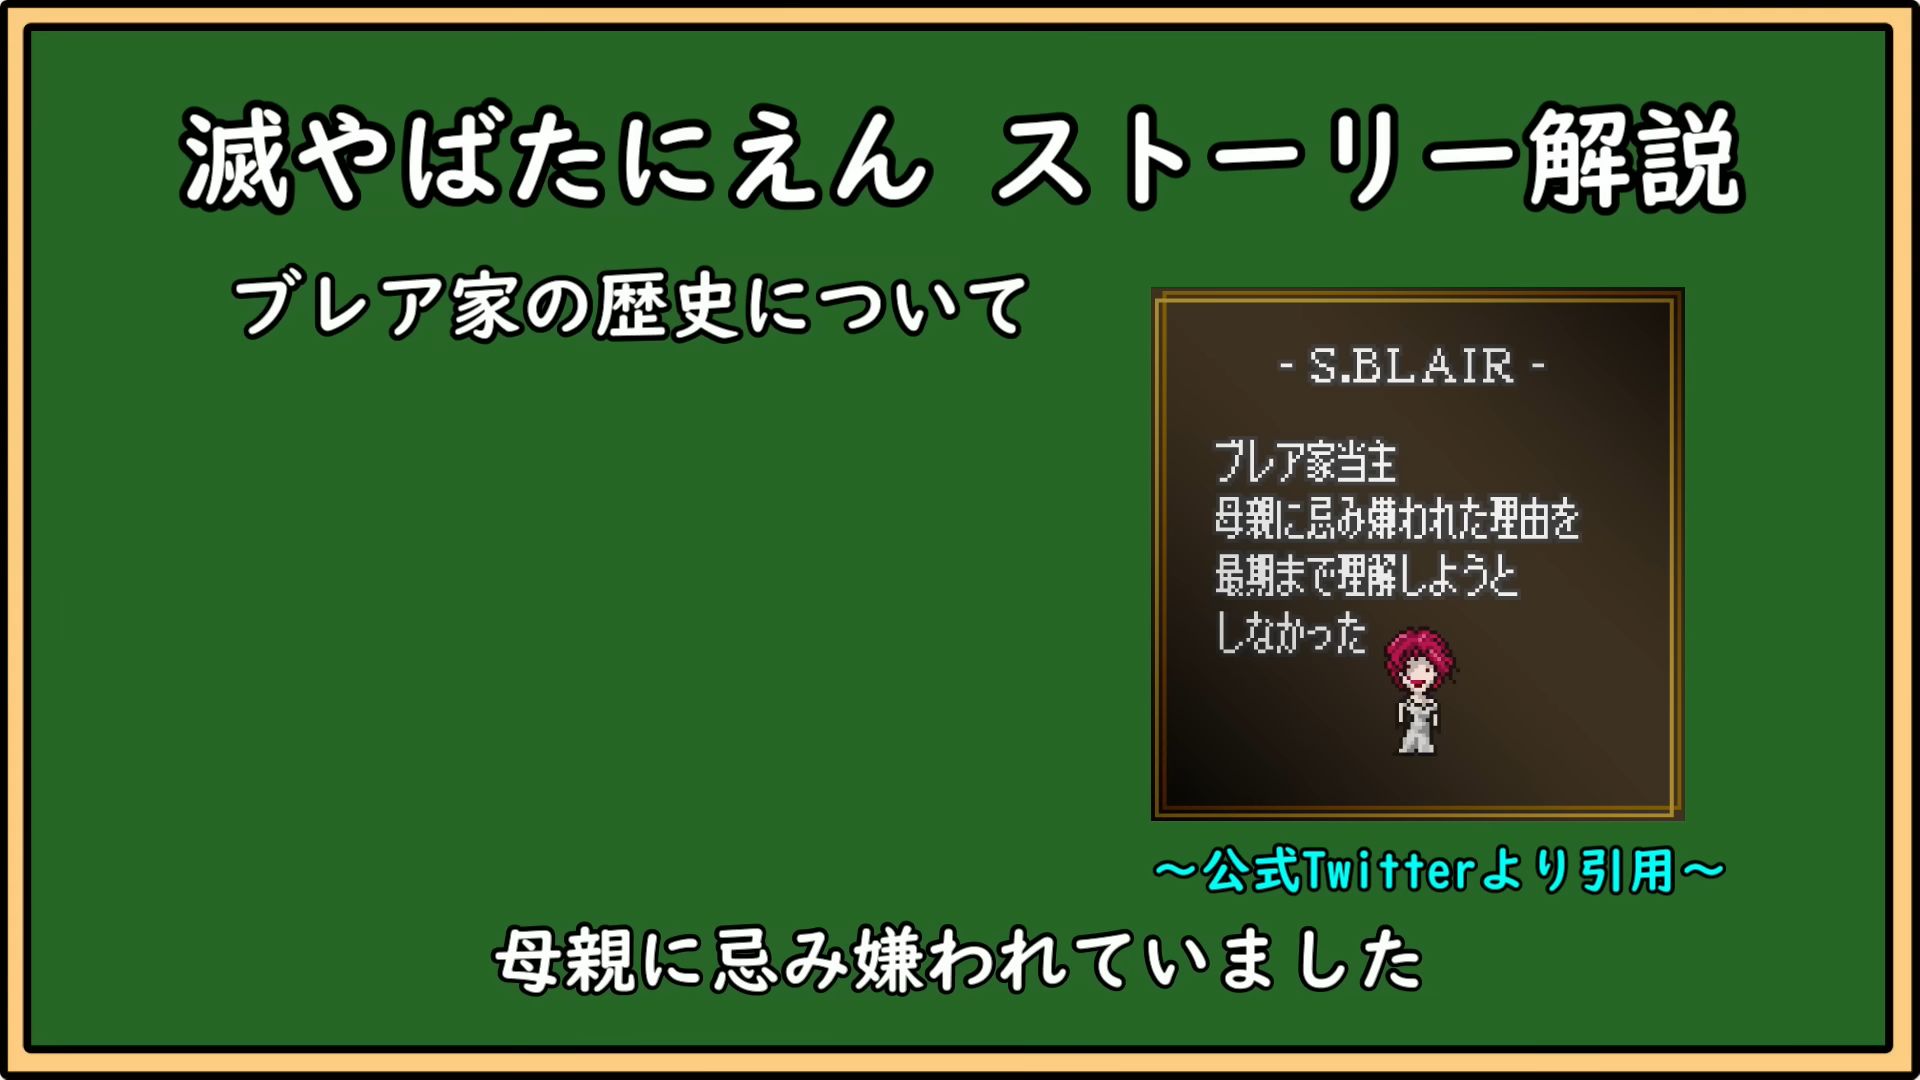 滅やばたにえん ストーリー解説
ブレア家の歴史について
- S.BLAIR -
ブレア家当主
母親に忌み嫌われた理由を
最期まで理解しようと
しなかった
～公式Twitterより引用～
母親に忌み嫌われていました